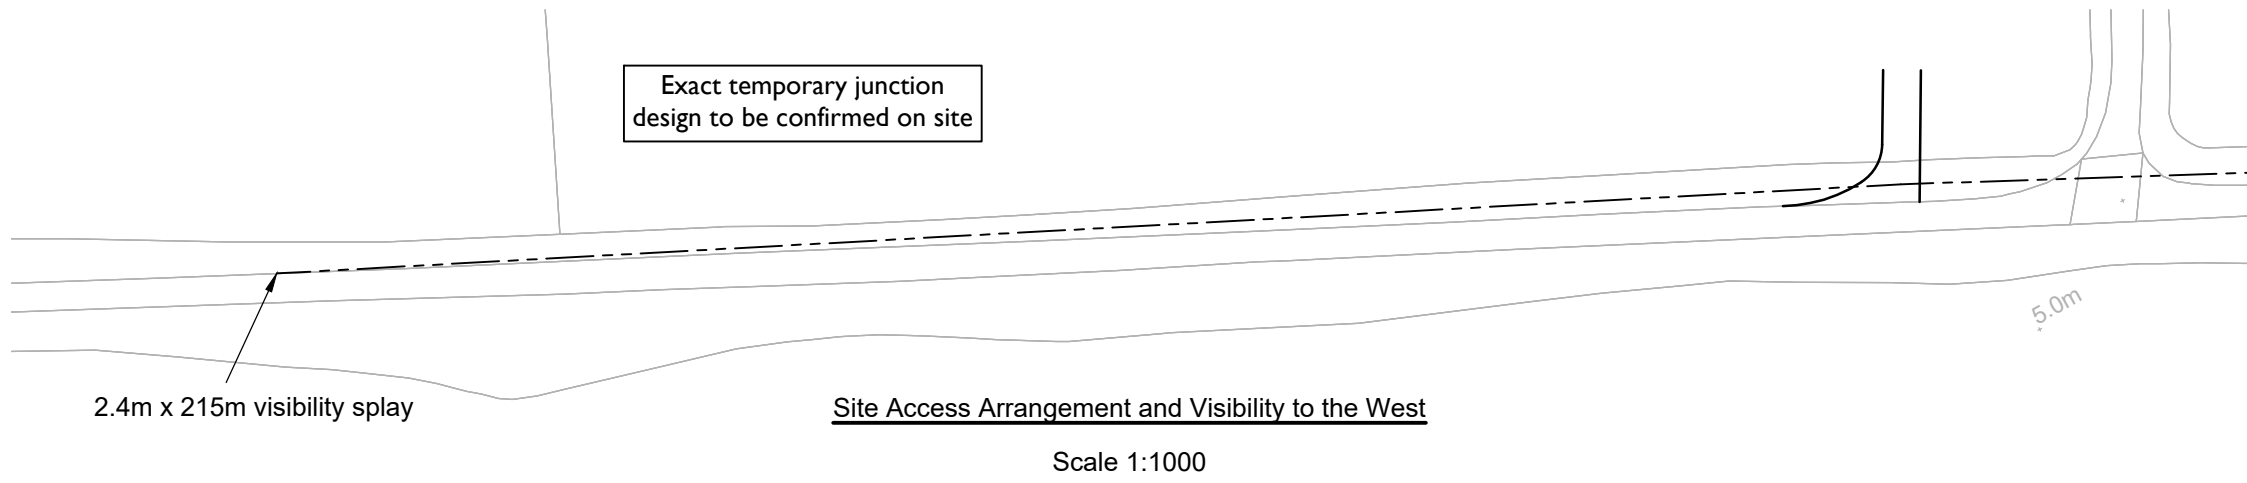 Exact temporary junction
design to be confirmed on site
5.0m
2.4m x 215m visibility splay
Site Access Arrangement and Visibility to the West
Scale 1:1000